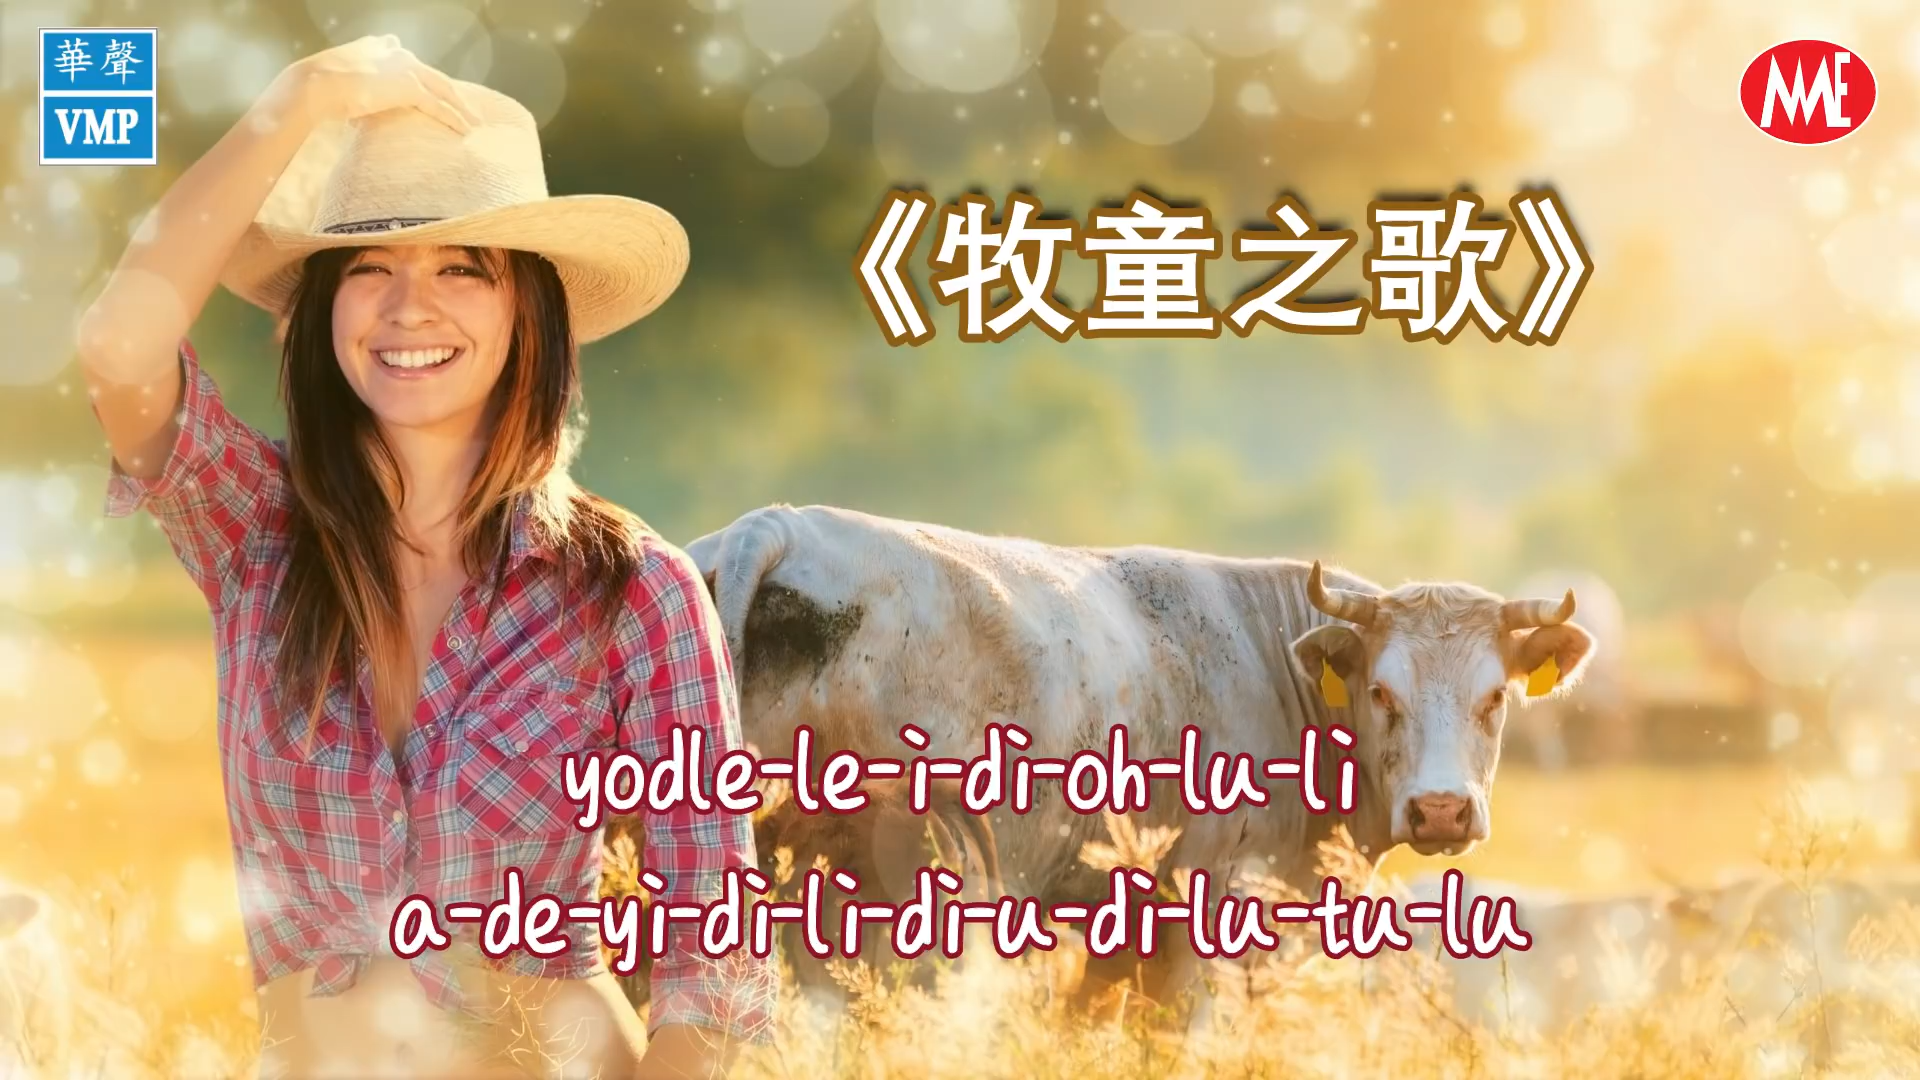 華聲
VMP
MME
《牧童之歌》
yodle-le-i-di-oh-lu-li
a-de-yi-di-li-di-u-di-lu-tu-lu